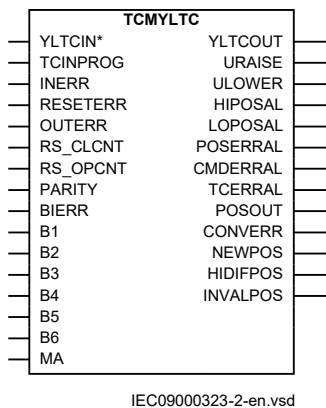 TCMYLTC
YLTCIN* YLTCOUT
TCINPROG URAISE
INERR ULOWER
RESETERR HIPOSAL
OUTERR LOPOSAL
RS_CLCNT POSERRAL
RS_OPCNT CMDERRAL
PARITY TCERRAL
BIERR POSOUT
B1 CONVERR
B2 NEWPOS
B3 HIDIFPOS
B4 INVALPOS
B5
B6
MA
IEC09000323-2-en.vsd